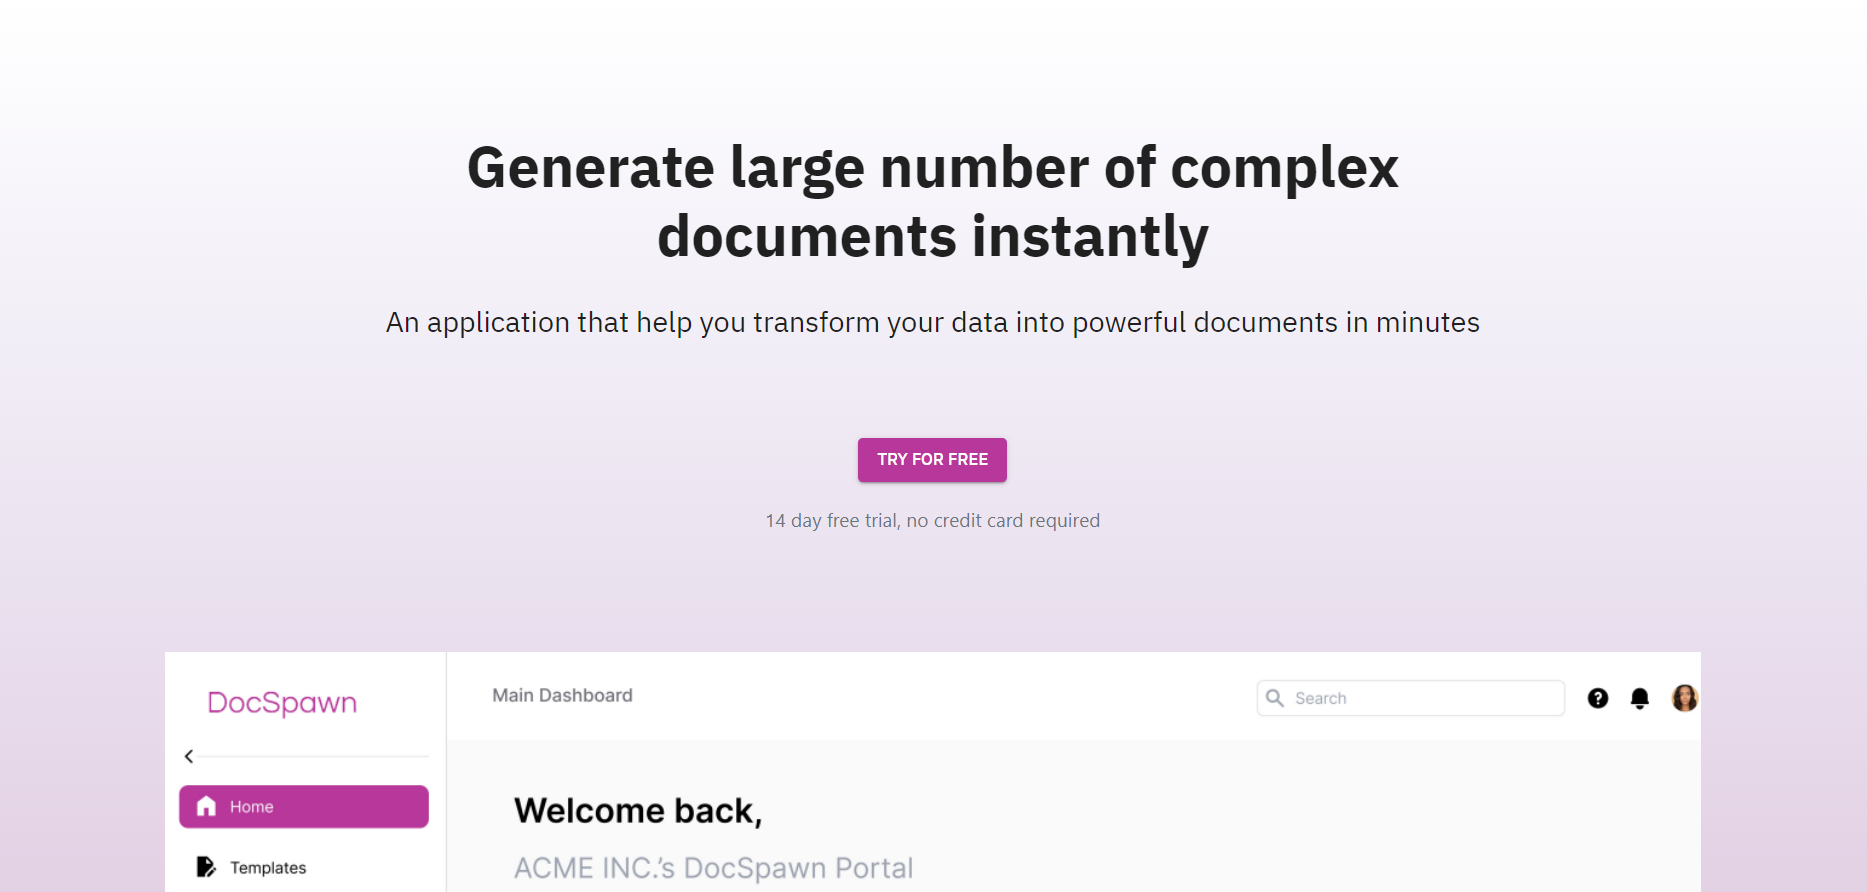 Generate large number of complex
documents instantly
An application that help you transform your data into powerful documents in minutes
TRY FOR FREE
14 day free trial, no credit card required
DocSpawn
Main Dashboard
Search
Home
Templates
Welcome back,
ACME INC.'s DocSpawn Portal